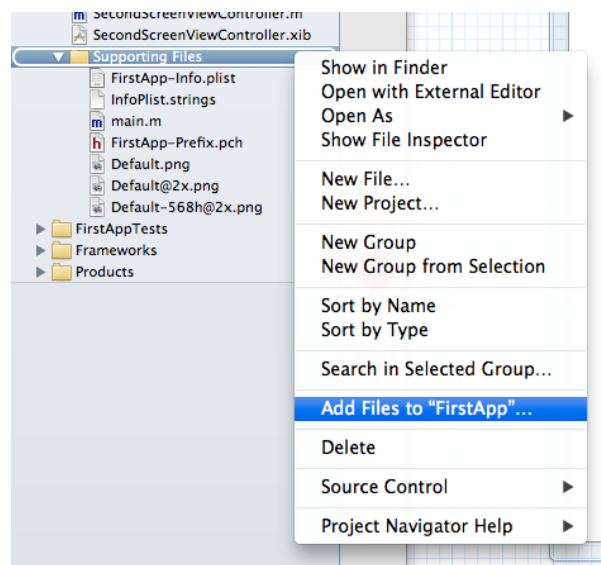 SecondScreenViewController.m
SecondScreenViewController.xib
Supporting Files
FirstApp-Info.plist
InfoPlist.strings
m main.m
h FirstApp-Prefix.pch
Default.png
Default@2x.png
Default-568h@2x.png
FirstAppTests
Frameworks
Products
Show in Finder
Open with External Editor
Open As
Show File Inspector
New File...
New Project...
New Group
New Group from Selection
Sort by Name
Sort by Type
Search in Selected Group...
Add Files to “FirstApp”...
Delete
Source Control
Project Navigator Help